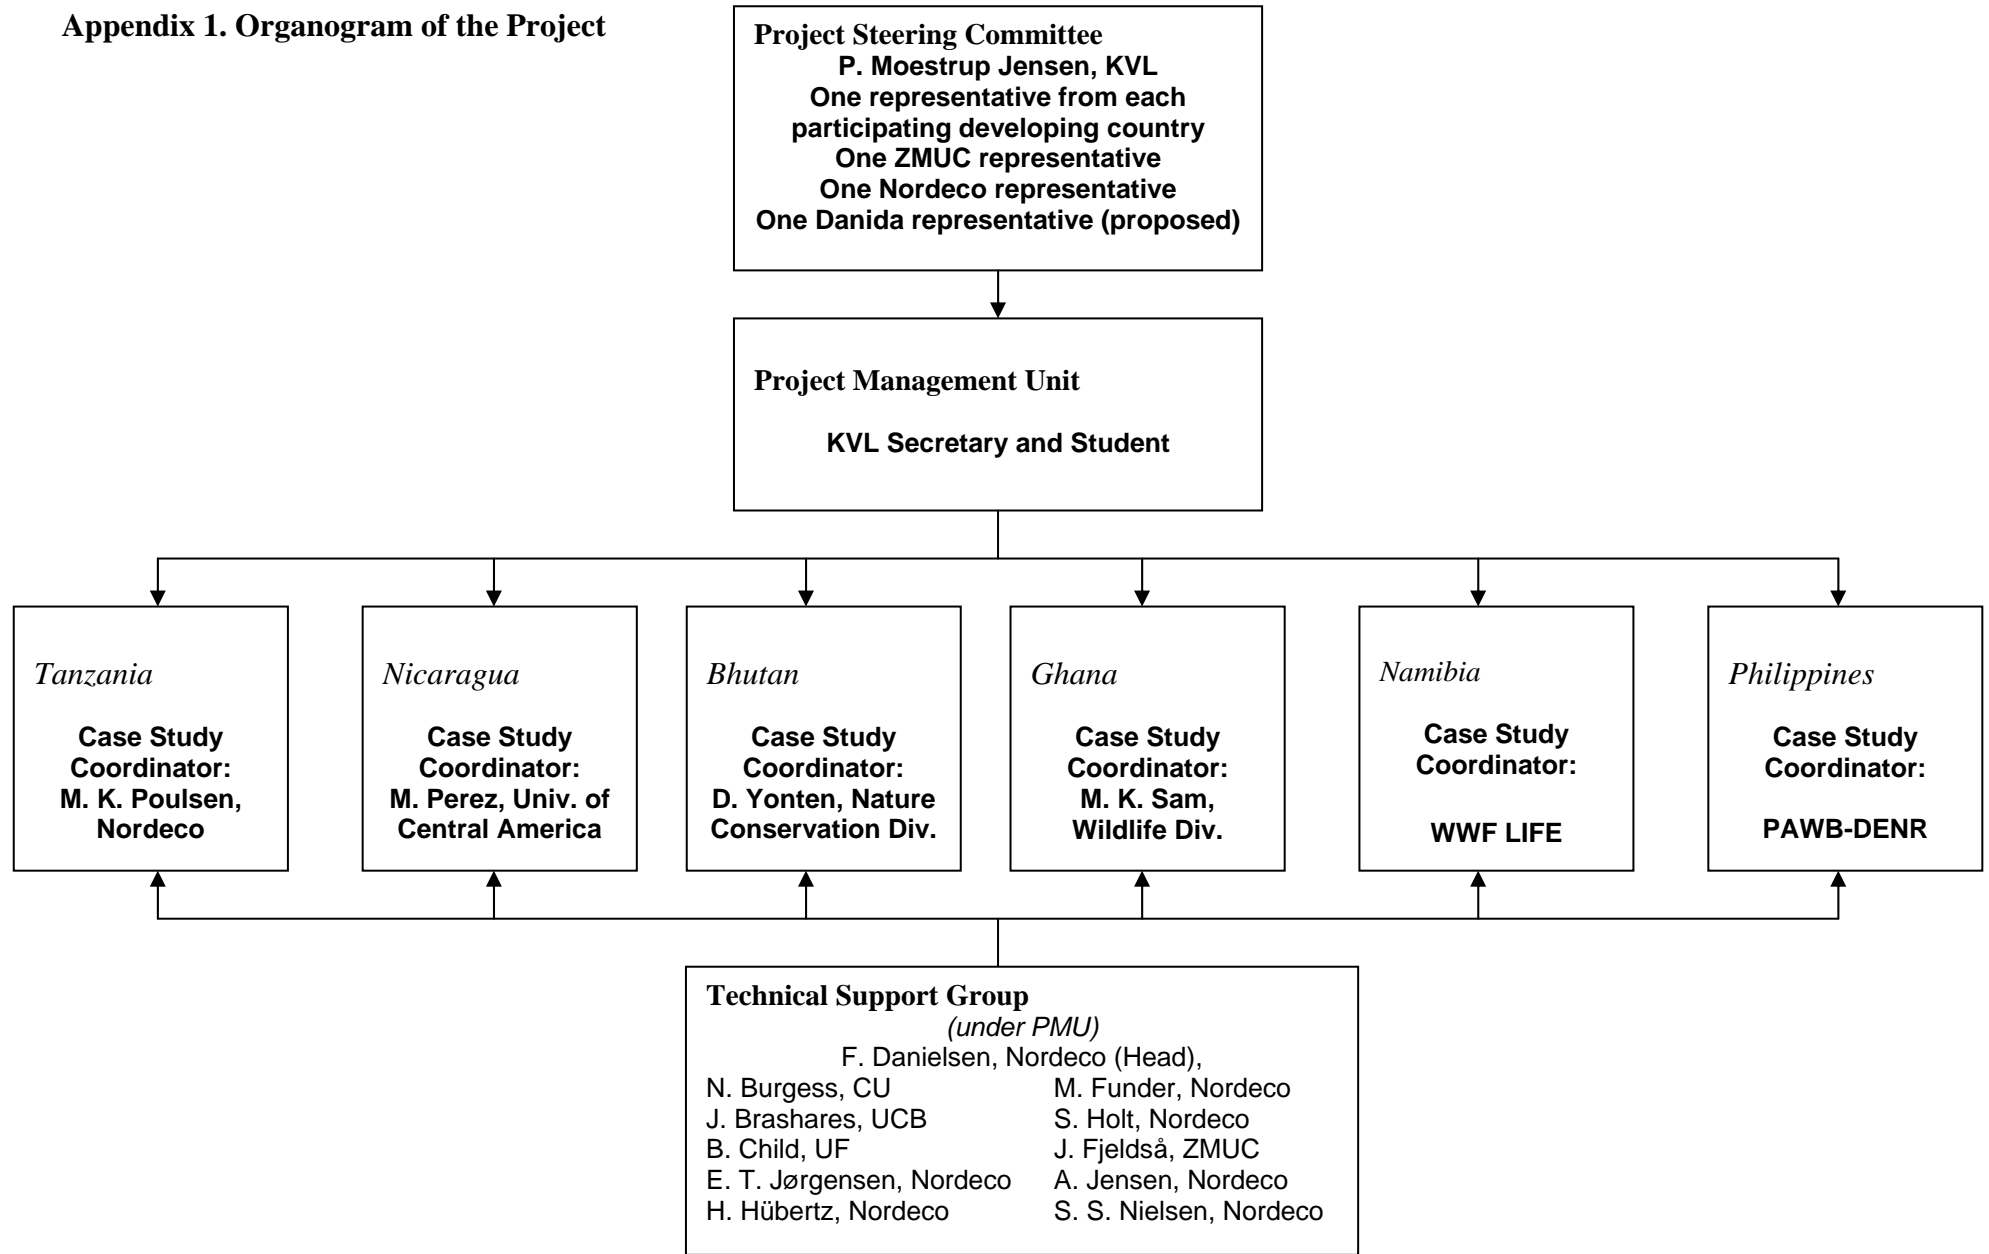 Appendix 1. Organogram of the Project
Project Steering Committee
P. Moestrup Jensen, KVL
One representative from each
participating developing country
One ZMUC representative
One Nordeco representative
One Danida representative (proposed)
Project Management Unit
KVL Secretary and Student
Tanzania
Case Study
Coordinator:
M. K. Poulsen,
Nordeco
Nicaragua
Case Study
Coordinator:
M. Perez, Univ. of
Central America
Bhutan
Case Study
Coordinator:
D. Yonten, Nature
Conservation Div.
Ghana
Case Study
Coordinator:
M. K. Sam,
Wildlife Div.
Namibia
Case Study
Coordinator:
WWF LIFE
Philippines
Case Study
Coordinator:
PAWB-DENR
Technical Support Group
(under PMU)
F. Danielsen, Nordeco (Head),
N. Burgess, CU
J. Brashares, UCB
B. Child, UF
E. T. Jørgensen, Nordeco
H. Hübertz, Nordeco
M. Funder, Nordeco
S. Holt, Nordeco
J. Fjeldså, ZMUC
A. Jensen, Nordeco
S. S. Nielsen, Nordeco